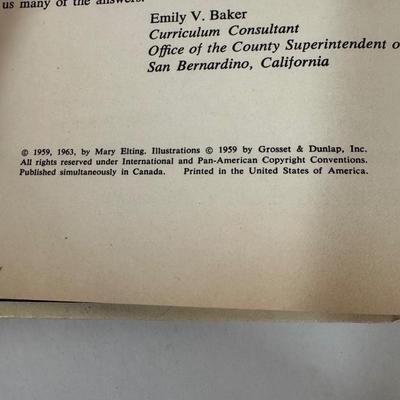 us many of the answers.
Emily V. Baker
Curriculum Consultant
Office of the County Superintendent o
San Bernardino, California
© 1959, 1963, by Mary Elting. Illustrations © 1959 by Grosset & Dunlap, Inc.
All rights reserved under International and Pan-American Copyright Conventions.
Published simultaneously in Canada. Printed in the United States of America.